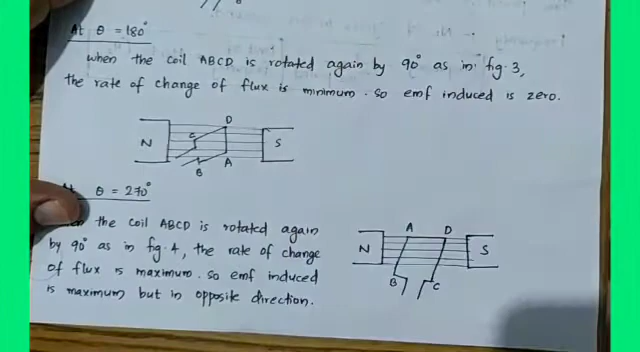 At θ = 180°
when the coil ABCD is rotated again by 90° as in fig.3,
the rate of change of flux is minimum. so emf induced is zero.
N
D
C
S
B
A
θ = 270°
the coil ABCD is rotated again
by 90° as in fig.4, the rate of change
of flux is maximum. so emf induced
is maximum but in opposite direction.
A D
N
S
B
C